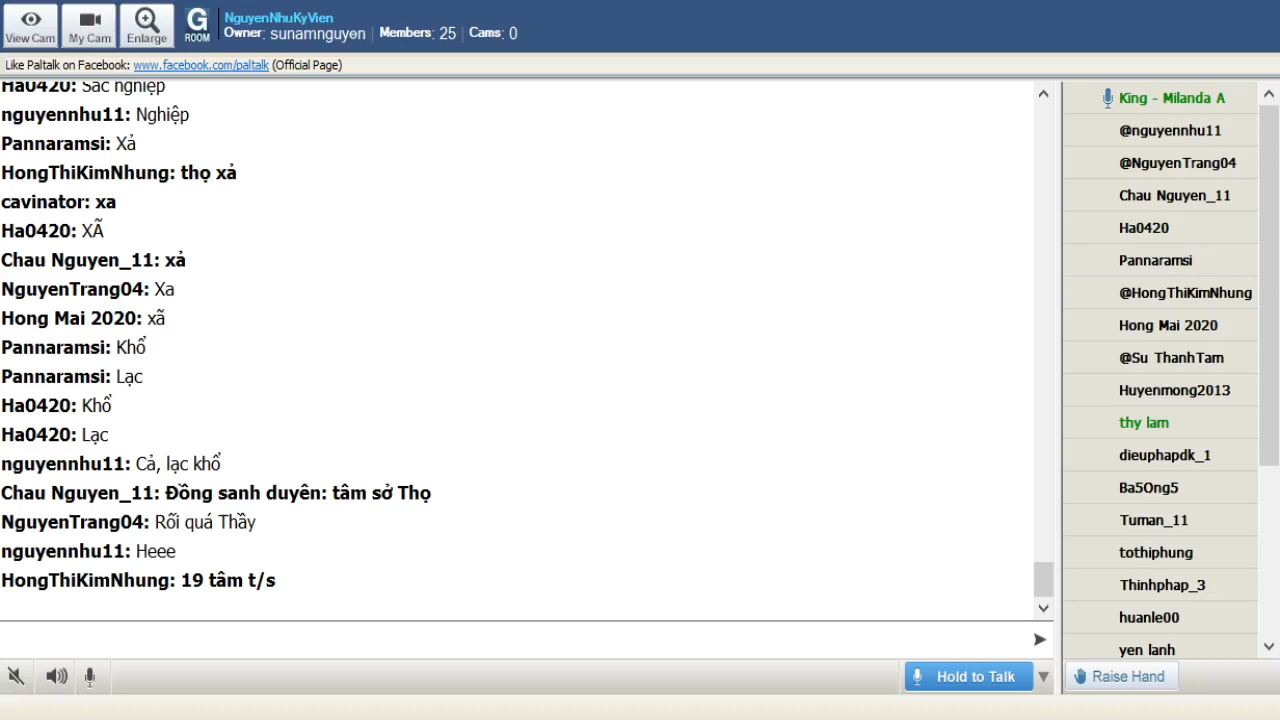 View Cam
My Cam
Enlarge
G
ROOM
NguyenNhuKyVien
Owner: sunamnguyen | Members: 25 | Cams: 0
Like Paltalk on Facebook: www.facebook.com/paltalk (Official Page)
Ha0420: Sắc nghiệp
nguyennhu11: Nghiệp
Pannaramsi: Xả
HongThiKimNhung: thọ xả
cavinator: xa
Ha0420: XÃ
Chau Nguyen_11: xả
NguyenTrang04: Xa
Hong Mai 2020: xã
Pannaramsi: Khổ
Pannaramsi: Lạc
Ha0420: Khổ
Ha0420: Lạc
nguyennhu11: Cả, lạc khổ
Chau Nguyen_11: Đồng sanh duyên: tâm sở Thọ
NguyenTrang04: Rối quá Thầy
nguyennhu11: Heee
HongThiKimNhung: 19 tâm t/s
Hold to Talk
King - Milanda A
@nguyennhu11
@NguyenTrang04
Chau Nguyen_11
Ha0420
Pannaramsi
@HongThiKimNhung
Hong Mai 2020
@Su ThanhTam
Huyenmong2013
thy lam
dieuphapdk_1
Ba5Ong5
Tuman_11
tothiphung
Thinhphap_3
huanle00
yen lanh
Raise Hand